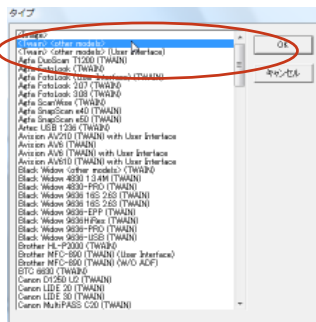 タイプ
<Image>
<Twain> <other models>
<Twain> <other models> (User Interface)
Agfa DuoScan T1200 (TWAIN)
Agfa FotoLook (TWAIN)
Agfa FotoLook (User Interface) (TWAIN)
Agfa FotoLook 2.07 (TWAIN)
Agfa FotoLook 3.08 (TWAIN)
Agfa ScanWise (TWAIN)
Agfa SnapScan e40 (TWAIN)
Agfa SnapScan e50 (TWAIN)
Artec USB 1236 (TWAIN)
Avision AV210 (TWAIN) with User Interface
Avision AV6 (TWAIN)
Avision AV6 (TWAIN) with User Interface
Avision AV610 (TWAIN) with User Interface
Black Widow <other models> (TWAIN)
Black Widow 4830 1.3.4M (TWAIN)
Black Widow 4830-PRO (TWAIN)
Black Widow 9636 16S 2.53 (TWAIN)
Black Widow 9636 16S 2.63 (TWAIN)
Black Widow 9636-EPP (TWAIN)
Black Widow 9636HiRes (TWAIN)
Black Widow 9636-PRO (TWAIN)
Black Widow 9636-USB (TWAIN)
Brother HL-P2000 (TWAIN)
Brother MFC-890 (TWAIN) (User Interface)
Brother MFC-890 (TWAIN) (W/O ADF)
BTC 6630 (TWAIN)
Canon D1250 U2 (TWAIN)
Canon LIDE 20 (TWAIN)
Canon LIDE 30 (TWAIN)
Canon MultiPASS C20 (TWAIN)
OK
キャンセル